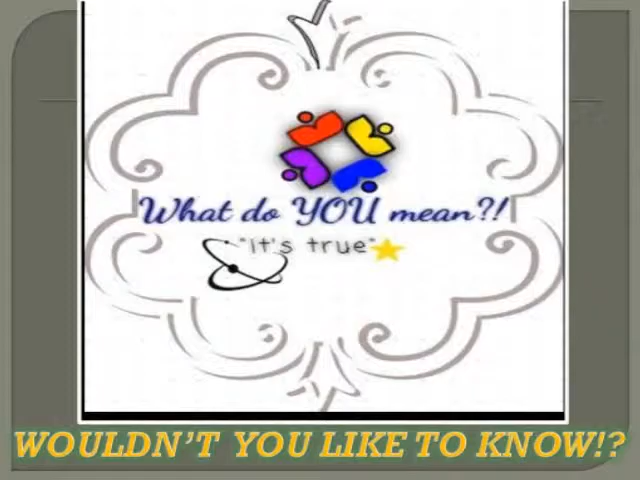 What do YOU mean?!
"it's true"
WOULDN'T YOU LIKE TO KNOW!?